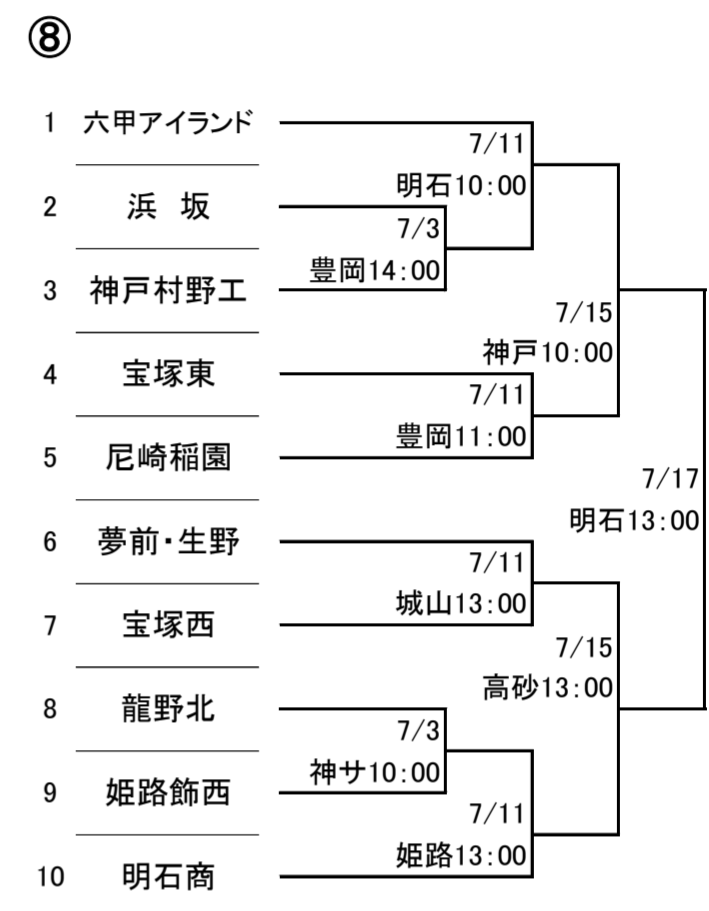 ⑧
1 六甲アイランド
7/11
明石10:00
2 浜 坂
7/3
豊岡14:00
3 神戸村野工
7/15
神戸10:00
4 宝塚東
7/11
豊岡11:00
5 尼崎稲園
7/17
明石13:00
6 夢前・生野
7/11
城山13:00
7 宝塚西
7/15
高砂13:00
8 龍野北
7/3
神サ10:00
9 姫路飾西
7/11
姫路13:00
10 明石商